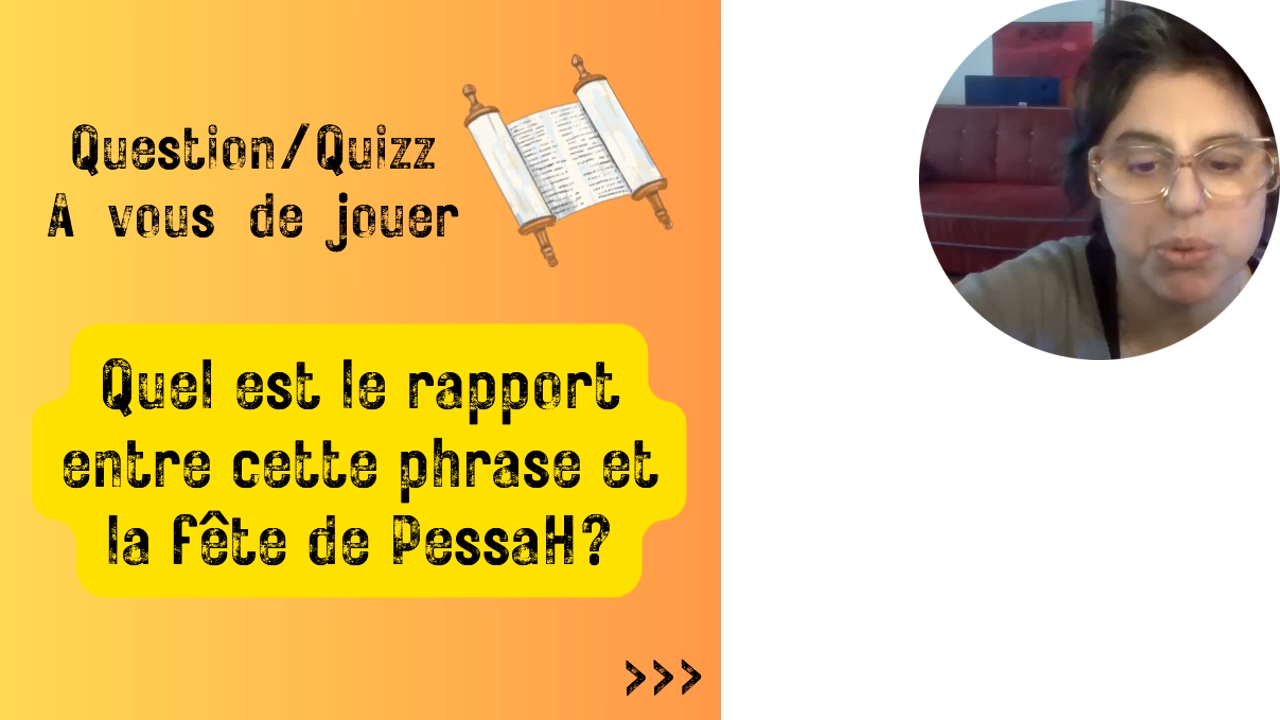 Question/Quizz
A vous de jouer
Quel est le rapport
entre cette phrase et
la fête de PessaH?
>>>